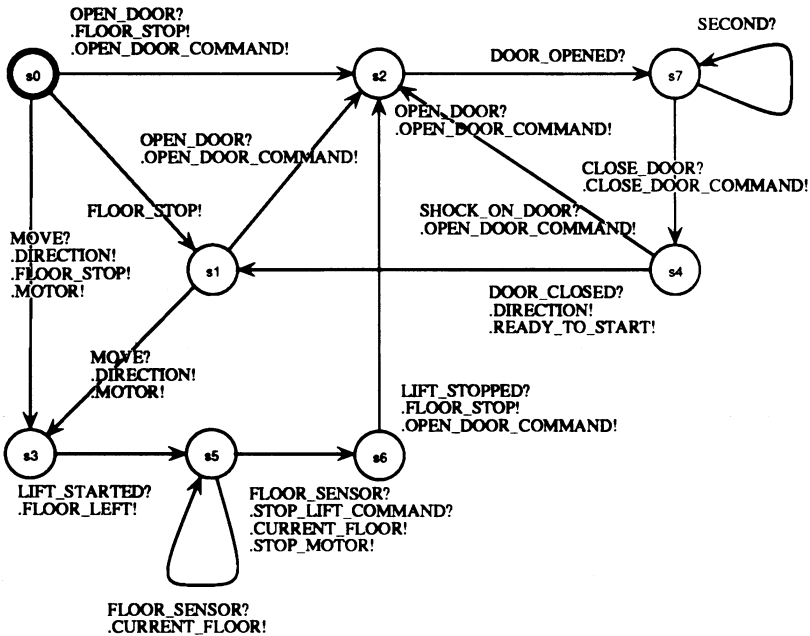 OPEN_DOOR?
.FLOOR_STOP!
.OPEN_DOOR_COMMAND!
SECOND?
s0
s2
DOOR_OPENED?
s7
OPEN_DOOR?
.OPEN_DOOR_COMMAND!
OPEN_DOOR?
.OPEN_DOOR_COMMAND!
CLOSE_DOOR?
.CLOSE_DOOR_COMMAND!
FLOOR_STOP!
SHOCK_ON_DOOR?
.OPEN_DOOR_COMMAND!
MOVE?
.DIRECTION!
.FLOOR_STOP!
.MOTOR!
s1
s4
DOOR_CLOSED?
.DIRECTION!
.READY_TO_START!
MOVE?
.DIRECTION!
.MOTOR!
LIFT_STOPPED?
.FLOOR_STOP!
.OPEN_DOOR_COMMAND!
s3
s5
s6
LIFT_STARTED?
.FLOOR_LEFT!
FLOOR_SENSOR?
.STOP_LIFT_COMMAND?
.CURRENT_FLOOR!
.STOP_MOTOR!
FLOOR_SENSOR?
.CURRENT_FLOOR!